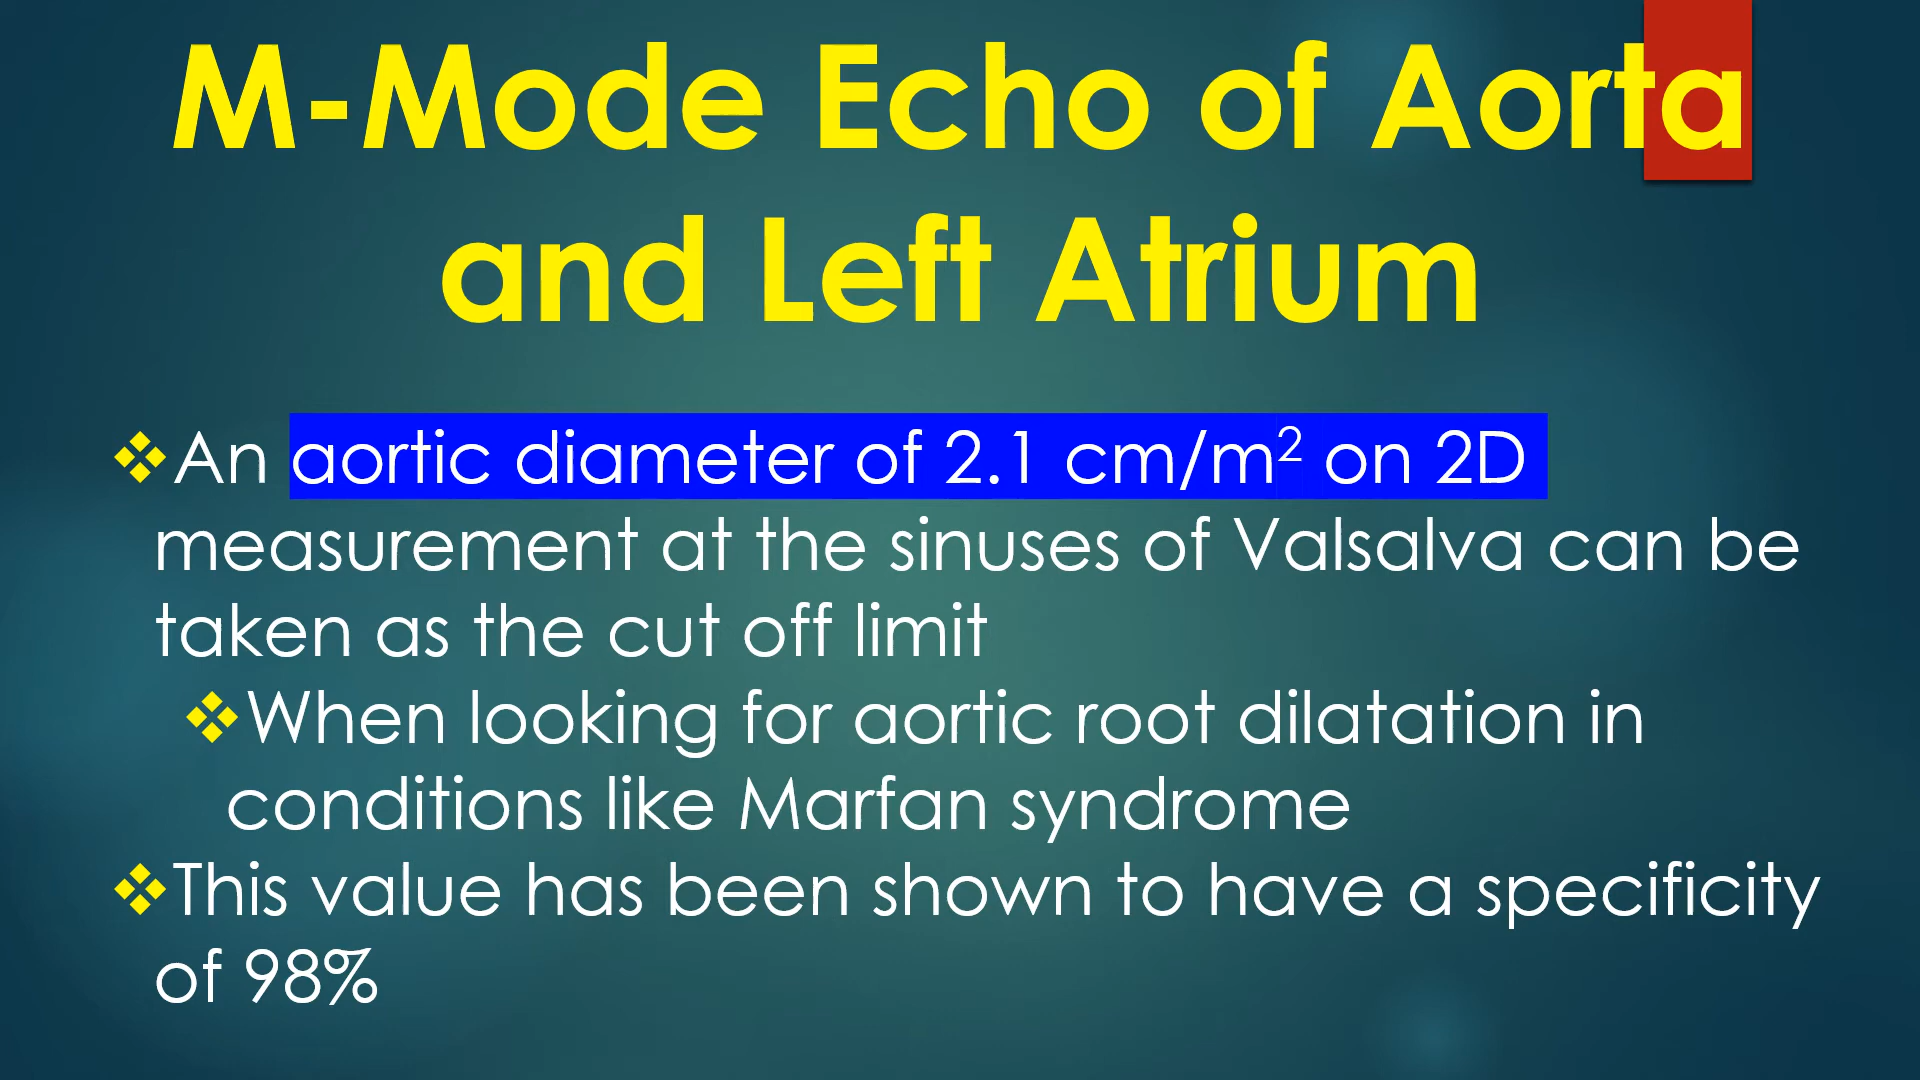 M-Mode Echo of Aorta
and Left Atrium
❖An aortic diameter of 2.1 cm/m² on 2D
measurement at the sinuses of Valsalva can be
taken as the cut off limit
❖When looking for aortic root dilatation in
conditions like Marfan syndrome
❖This value has been shown to have a specificity
of 98%